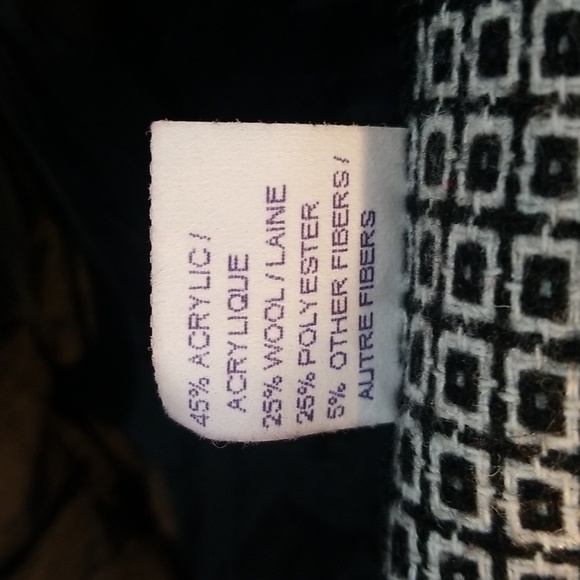 45% ACRYLIC /
ACRYLIQUE
25% WOOL / LAINE
25% POLYESTER
5% OTHER FIBERS /
AUTRE FIBERS